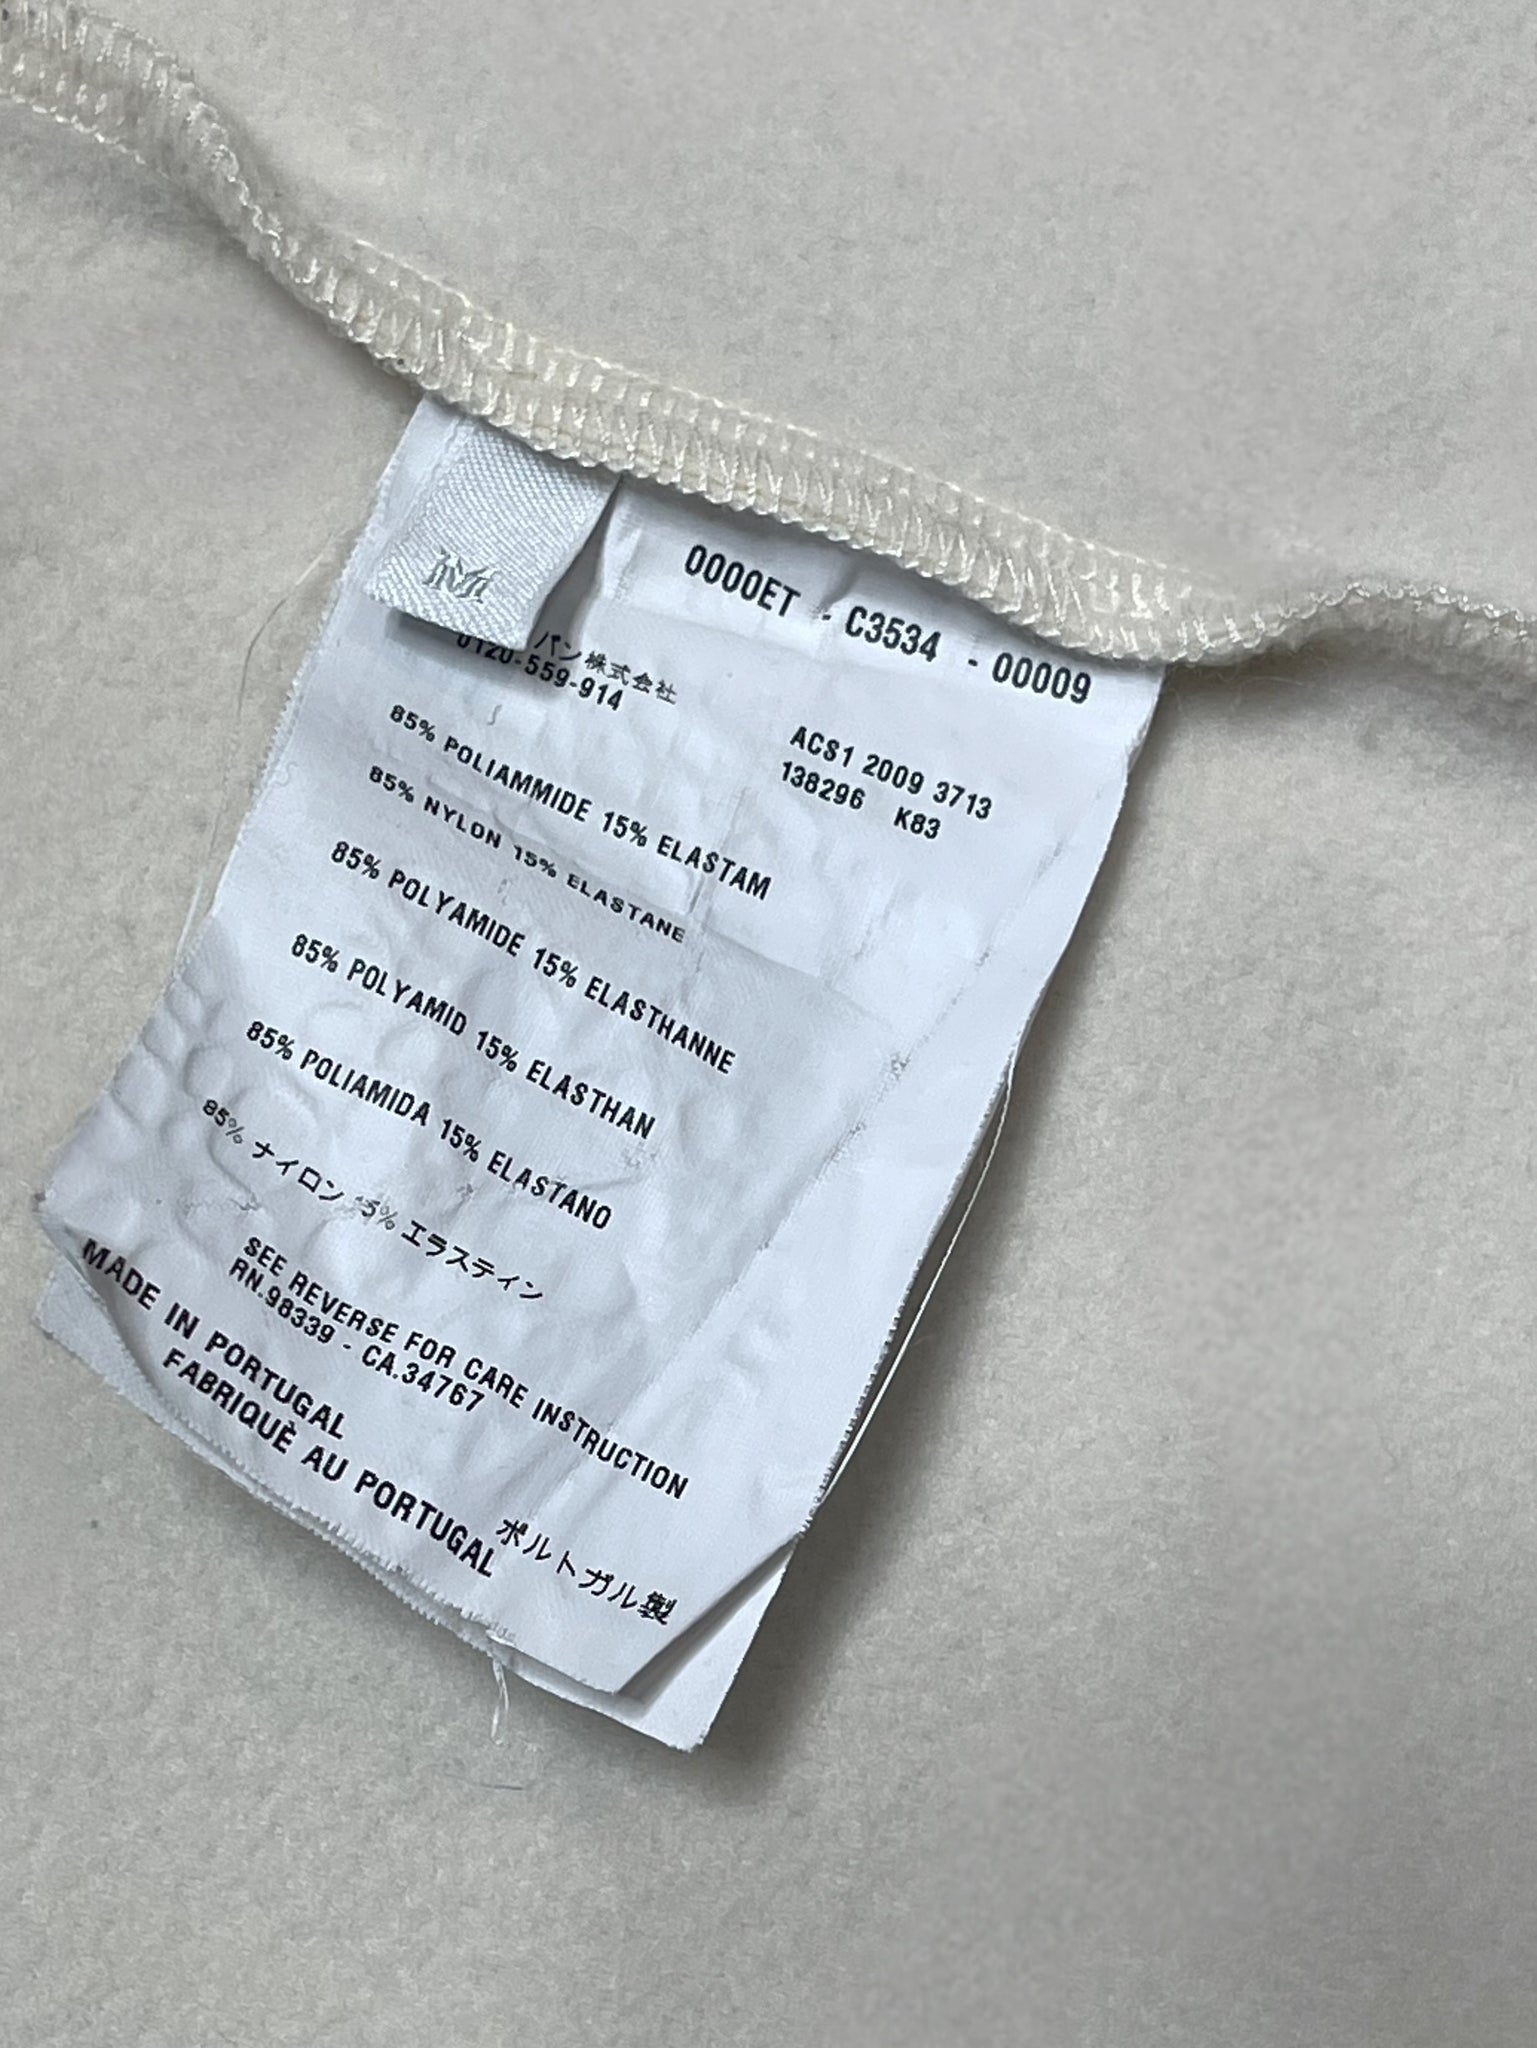 0000ET - C3534 - 00009
パン株式会社
0120-559-914
ACS1 2009 3713
138296 K83
85% POLIAMMIDE 15% ELASTAM
85% NYLON 15% ELASTANE
85% POLYAMIDE 15% ELASTHANNE
85% POLYAMID 15% ELASTHAN
85% POLIAMIDA 15% ELASTANO
85% ナイロン 15% エラステイン
SEE REVERSE FOR CARE INSTRUCTION
RN.98339 - CA.34767
MADE IN PORTUGAL
FABRIQUÈ AU PORTUGAL
ポルトガル製